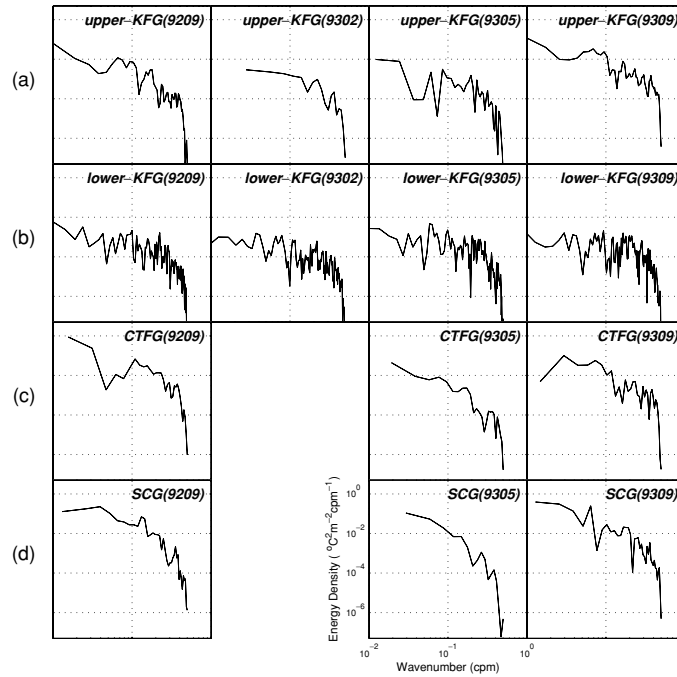 upper-KFG(9209) upper-KFG(9302) upper-KFG(9305) upper-KFG(9309)
(a)
lower-KFG(9209) lower-KFG(9302) lower-KFG(9305) lower-KFG(9309)
(b)
CTFG(9209) CTFG(9305) CTFG(9309)
(c)
SCG(9209) SCG(9305) SCG(9309)
(d)
Energy Density ( °C²m⁻²cpm⁻¹)
10⁰
10⁻²
10⁻⁴
10⁻⁶
10⁻² 10⁻¹ 10⁰
Wavenumber (cpm)